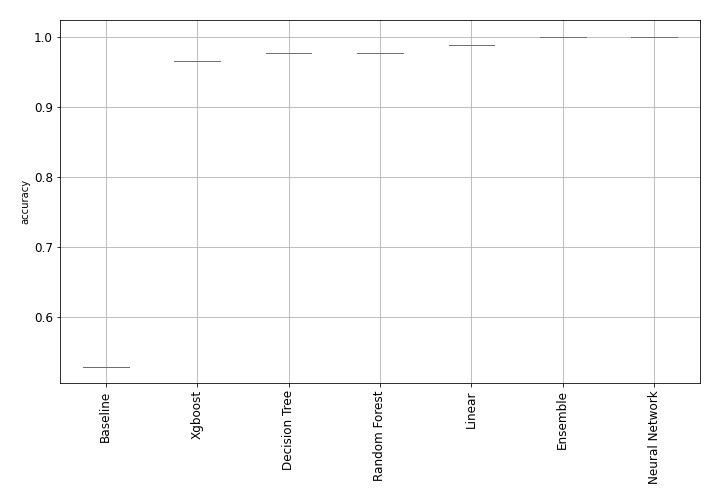 1.0
0.9
0.8
0.7
0.6
accuracy
Baseline
Xgboost
Decision Tree
Random Forest
Linear
Ensemble
Neural Network